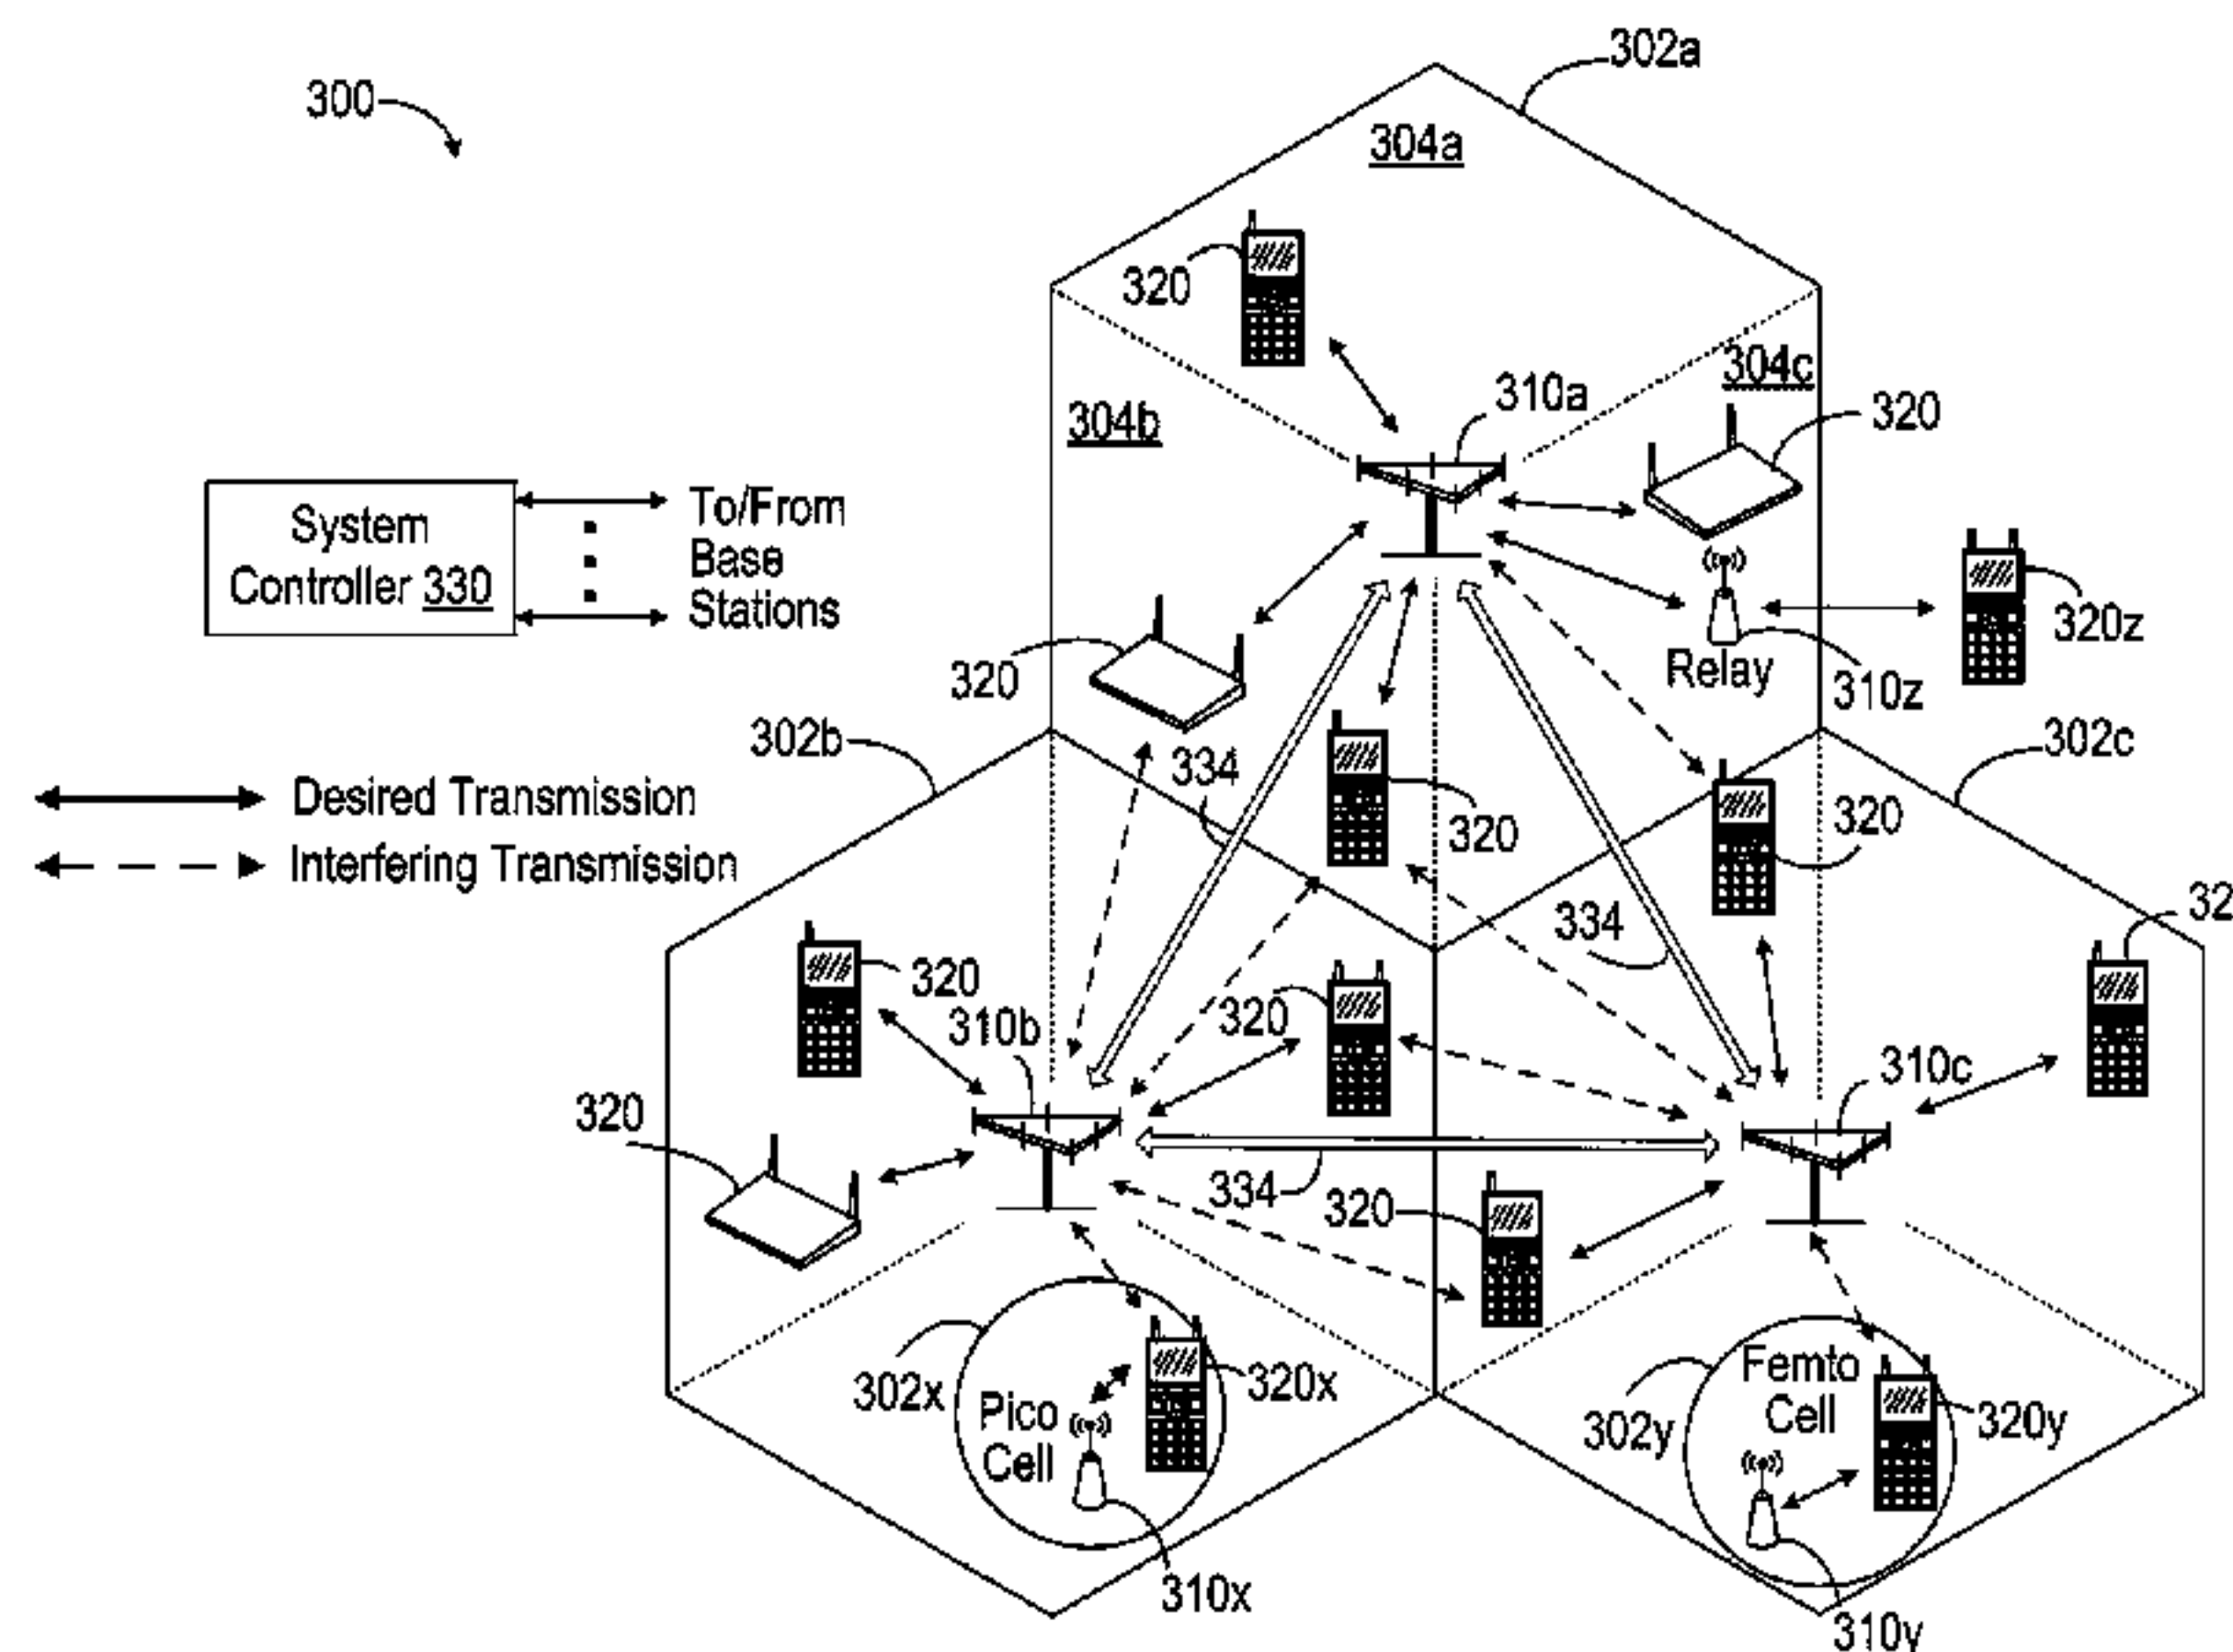 300
302a
304a
320
304c
310a
304b
320
System
Controller 330
To/From
Base
Stations
320z
Relay
310z
320
302b
334
302c
Desired Transmission
320
320
Interfering Transmission
32
334
320
310b
320
310c
320
334
320
302x
Pico
Cell
320x
302y
Femto
Cell
320y
310x
310y